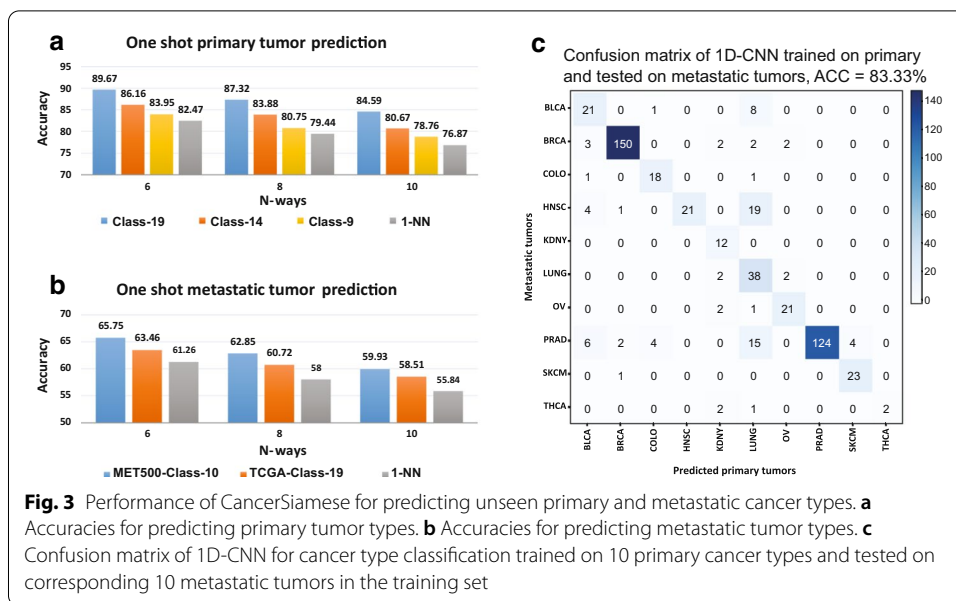 a
One shot primary tumor prediction
95
90
85
80
75
70
Accuracy
89.67 86.16 83.95 82.47
87.32 83.88 80.75 79.44
84.59 80.67 78.76 76.87
6 8 10
N-ways
Class-19 Class-14 Class-9 1-NN
b
One shot metastatic tumor prediction
70
65
60
55
50
Accuracy
65.75 63.46 61.26
62.85 60.72 58
59.93 58.51 55.84
6 8 10
N-ways
MET500-Class-10 TCGA-Class-19 1-NN
c
Confusion matrix of 1D-CNN trained on primary
and tested on metastatic tumors, ACC = 83.33%
Metastatic tumors
BLCA 21 0 1 0 0 8 0 0 0 0
BRCA 3 150 0 0 2 2 2 0 0 0
COLO 1 0 18 0 0 1 0 0 0 0
HNSC 4 1 0 21 0 19 0 0 0 0
KDNY 0 0 0 0 12 0 0 0 0 0
LUNG 0 0 0 0 2 38 2 0 0 0
OV 0 0 0 0 2 1 21 0 0 0
PRAD 6 2 4 0 0 15 0 124 4 0
SKCM 0 1 0 0 0 0 0 0 23 0
THCA 0 0 0 0 2 1 0 0 0 2
BLCA BRCA COLO HNSC KDNY LUNG OV PRAD SKCM THCA
Predicted primary tumors
140
120
100
80
60
40
20
0
Fig. 3 Performance of CancerSiamese for predicting unseen primary and metastatic cancer types. a
Accuracies for predicting primary tumor types. b Accuracies for predicting metastatic tumor types. c
Confusion matrix of 1D-CNN for cancer type classification trained on 10 primary cancer types and tested on
corresponding 10 metastatic tumors in the training set